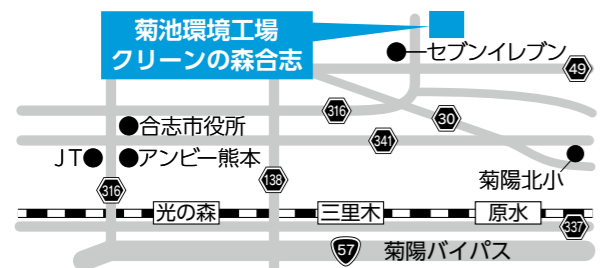 菊池環境工場
クリーンの森合志
セブンイレブン
49
316
30
合志市役所
341
JT
アンビー熊本
菊陽北小
316
138
光の森
三里木
原水
337
57
菊陽バイパス